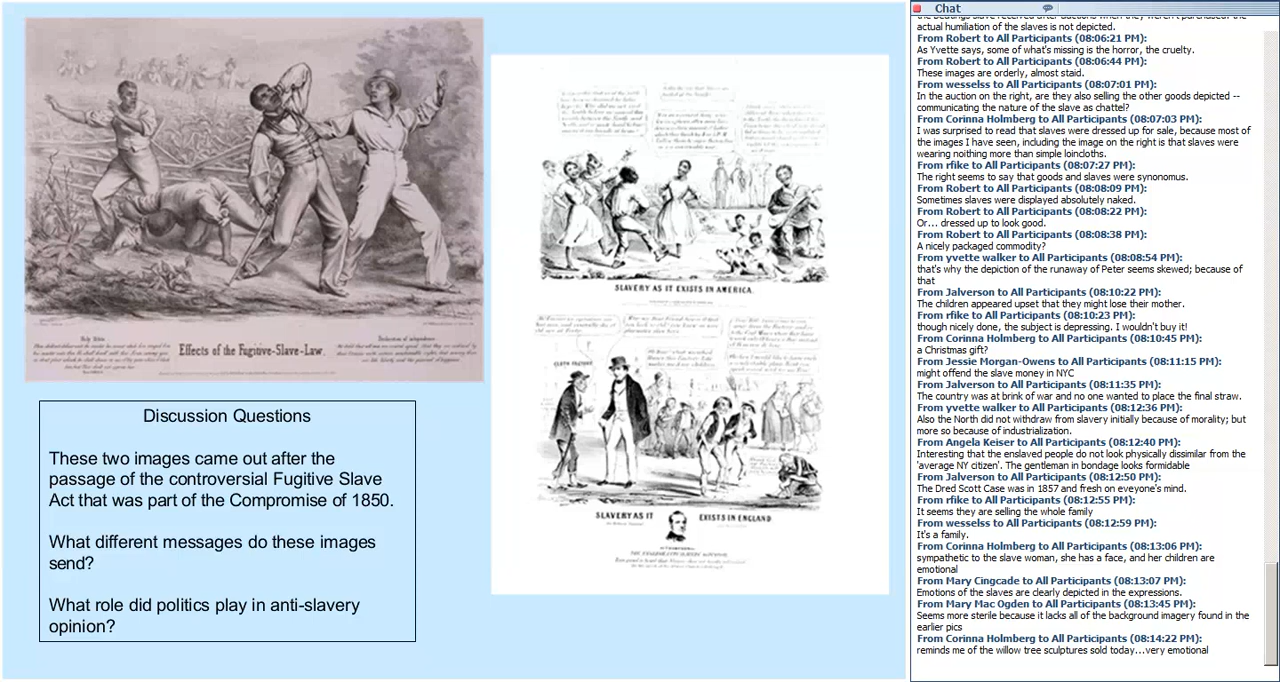 Effects of the Fugitive-Slave-Law.
SLAVERY AS IT EXISTS IN AMERICA.
CLOTH FACTORY
SLAVERY AS IT
EXISTS IN ENGLAND
Discussion Questions
These two images came out after the
passage of the controversial Fugitive Slave
Act that was part of the Compromise of 1850.
What different messages do these images
send?
What role did politics play in anti-slavery
opinion?
Chat
actual humiliation of the slaves is not depicted.
From Robert to All Participants (08:06:21 PM):
As Yvette says, some of what's missing is the horror, the cruelty.
From Robert to All Participants (08:06:44 PM):
These images are orderly, almost staid.
From wesselss to All Participants (08:07:01 PM):
In the auction on the right, are they also selling the other goods depicted --
communicating the nature of the slave as chattel?
From Corinna Holmberg to All Participants (08:07:03 PM):
I was surprised to read that slaves were dressed up for sale, because most of
the images I have seen, including the image on the right is that slaves were
wearing noithing more than simple loincloths.
From rfike to All Participants (08:07:27 PM):
The right seems to say that goods and slaves were synonomus.
From Robert to All Participants (08:08:09 PM):
Sometimes slaves were displayed absolutely naked.
From Robert to All Participants (08:08:22 PM):
Or... dressed up to look good.
From Robert to All Participants (08:08:38 PM):
A nicely packaged commodity?
From yvette walker to All Participants (08:08:54 PM):
that's why the depiction of the runaway of Peter seems skewed; because of
that
From Jalverson to All Participants (08:10:22 PM):
The children appeared upset that they might lose their mother.
From rfike to All Participants (08:10:23 PM):
though nicely done, the subject is depressing. I wouldn't buy it!
From Corinna Holmberg to All Participants (08:10:45 PM):
a Christmas gift?
From Jessie Morgan-Owens to All Participants (08:11:15 PM):
might offend the slave money in NYC
From Jalverson to All Participants (08:11:35 PM):
The country was at brink of war and no one wanted to place the final straw.
From yvette walker to All Participants (08:12:36 PM):
Also the North did not withdraw from slavery initially because of morality; but
more so because of industrialization.
From Angela Keiser to All Participants (08:12:40 PM):
Interesting that the enslaved people do not look physically dissimilar from the
'average NY citizen'. The gentleman in bondage looks formidable
From Jalverson to All Participants (08:12:50 PM):
The Dred Scott Case was in 1857 and fresh on eveyone's mind.
From rfike to All Participants (08:12:55 PM):
It seems they are selling the whole family
From wesselss to All Participants (08:12:59 PM):
It's a family.
From Corinna Holmberg to All Participants (08:13:06 PM):
sympathetic to the slave woman, she has a face, and her children are
emotional
From Mary Cingcade to All Participants (08:13:07 PM):
Emotions of the slaves are clearly depicted in the expressions.
From Mary Mac Ogden to All Participants (08:13:45 PM):
Seems more sterile because it lacks all of the background imagery found in the
earlier pics
From Corinna Holmberg to All Participants (08:14:22 PM):
reminds me of the willow tree sculptures sold today...very emotional